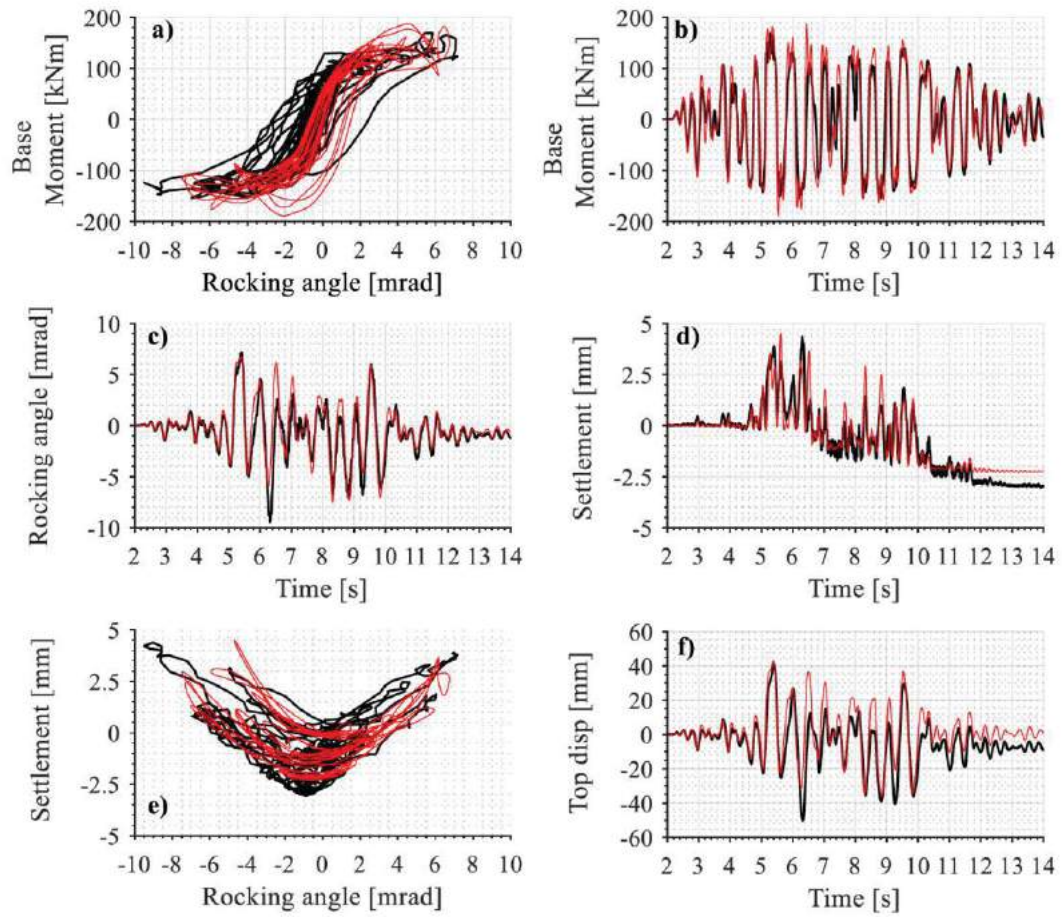 a)
200
100
0
-100
-200
Base
Moment [kNm]
-10 -8 -6 -4 -2 0 2 4 6 8 10
Rocking angle [mrad]
b)
200
100
0
-100
-200
Base
Moment [kNm]
2 3 4 5 6 7 8 9 10 11 12 13 14
Time [s]
c)
10
5
0
-5
-10
Rocking angle [mrad]
2 3 4 5 6 7 8 9 10 11 12 13 14
Time [s]
d)
5
2.5
0
-2.5
-5
Settlement [mm]
2 3 4 5 6 7 8 9 10 11 12 13 14
Time [s]
e)
5
2.5
0
-2.5
-5
Settlement [mm]
-10 -8 -6 -4 -2 0 2 4 6 8 10
Rocking angle [mrad]
f)
60
40
20
0
-20
-40
-60
Top disp [mm]
2 3 4 5 6 7 8 9 10 11 12 13 14
Time [s]